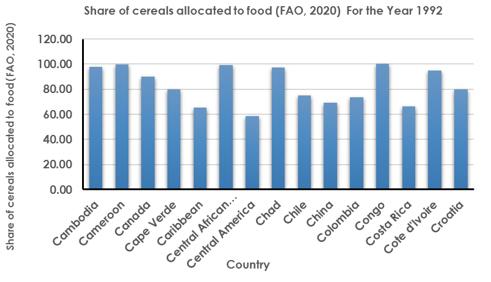 Share of cereals allocated to food (FAO, 2020)  For the Year 1992
Share of cereals allocated to food (FAO, 2020)
120.00
100.00
80.00
60.00
40.00
20.00
0.00
Cambodia
Cameroon
Canada
Cape Verde
Caribbean
Central African...
Central America
Chad
Chile
China
Colombia
Congo
Costa Rica
Cote d'Ivoire
Croatia
Country